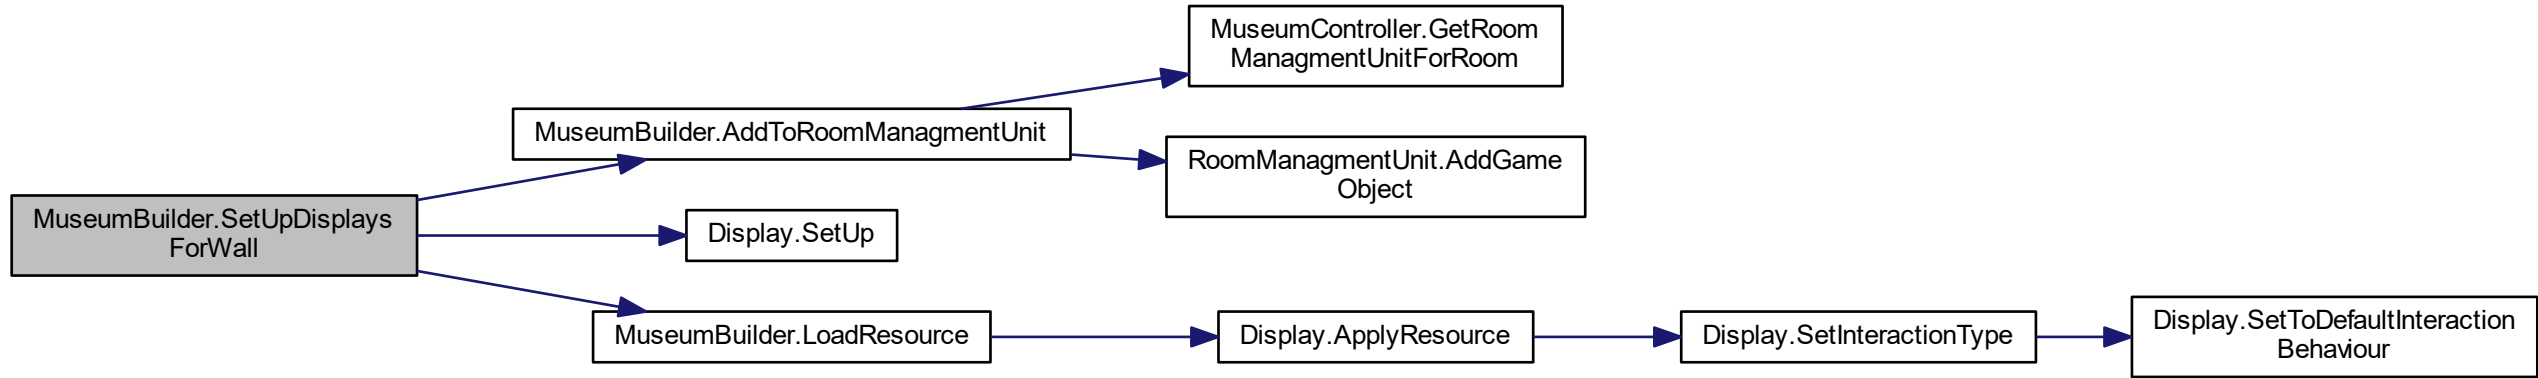 MuseumController.GetRoom
ManagmentUnitForRoom
MuseumBuilder.AddToRoomManagmentUnit
RoomManagmentUnit.AddGame
Object
MuseumBuilder.SetUpDisplays
ForWall
Display.SetUp
MuseumBuilder.LoadResource
Display.ApplyResource
Display.SetInteractionType
Display.SetToDefaultInteraction
Behaviour